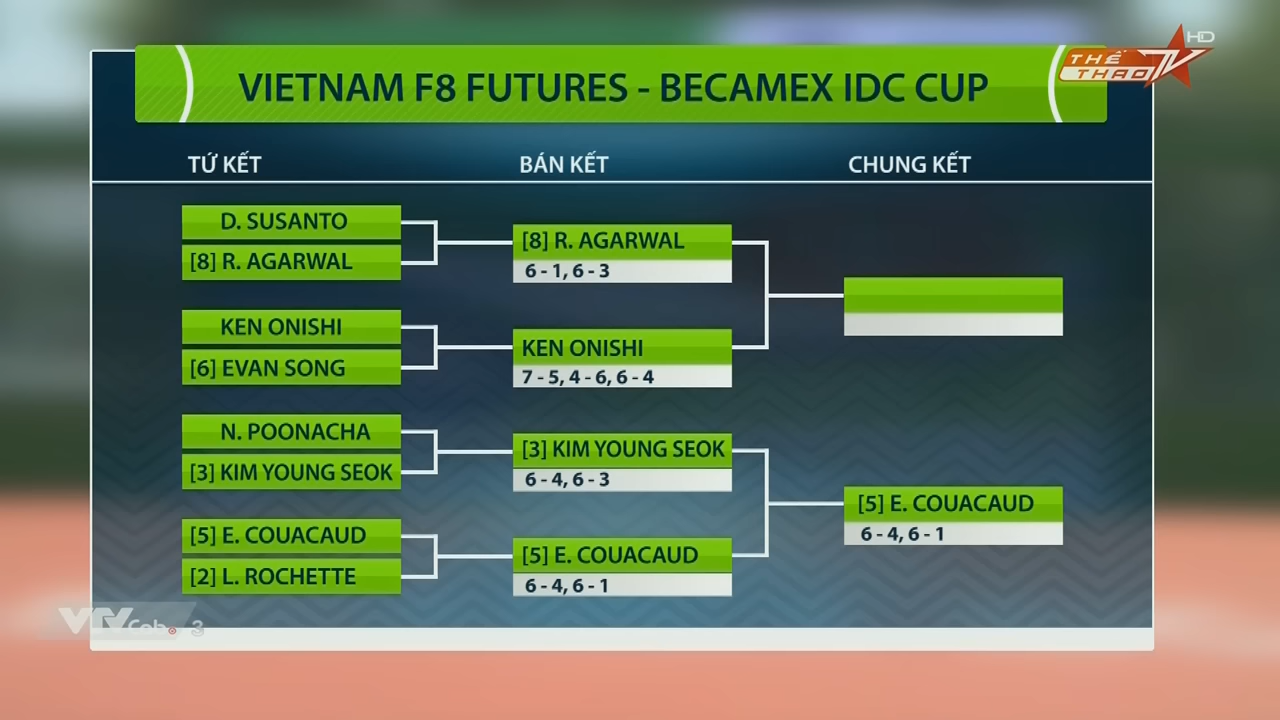 VIETNAM F8 FUTURES - BECAMEX IDC CUP
THỂ THAO TV HD
TỨ KẾT
BÁN KẾT
CHUNG KẾT
D. SUSANTO
[8] R. AGARWAL
KEN ONISHI
[6] EVAN SONG
N. POONACHA
[3] KIM YOUNG SEOK
[5] E. COUACAUD
[2] L. ROCHETTE
[8] R. AGARWAL
6 - 1, 6 - 3
KEN ONISHI
7 - 5, 4 - 6, 6 - 4
[3] KIM YOUNG SEOK
6 - 4, 6 - 3
[5] E. COUACAUD
6 - 4, 6 - 1
[5] E. COUACAUD
6 - 4, 6 - 1
VTVCab 3